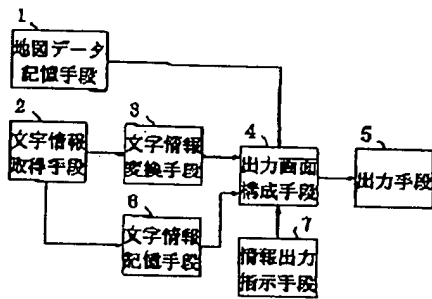 1
地図データ
記憶手段
2
文字情報
取得手段
3
文字情報
変換手段
4
出力画面
構成手段
5
出力手段
6
文字情報
記憶手段
7
情報出力
指示手段